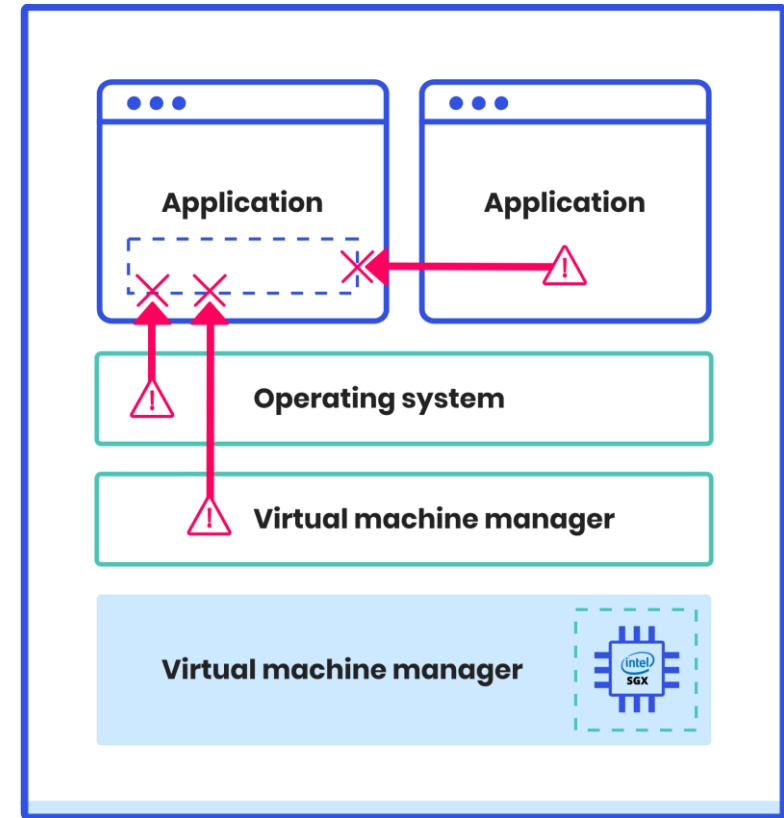 Application
Application
!
!
Operating system
!
Virtual machine manager
Virtual machine manager
intel
SGX